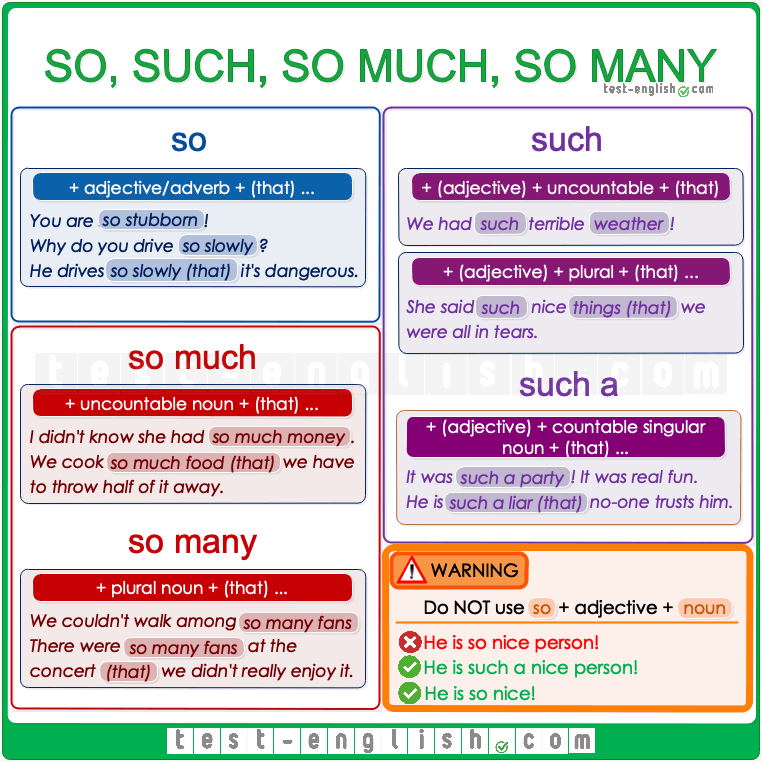 SO, SUCH, SO MUCH, SO MANY
test-english.com
so
+ adjective/adverb + (that) ...
You are so stubborn!
Why do you drive so slowly?
He drives so slowly (that) it's dangerous.
so much
+ uncountable noun + (that) ...
I didn't know she had so much money.
We cook so much food (that) we have
to throw half of it away.
so many
+ plural noun + (that) ...
We couldn't walk among so many fans
There were so many fans at the
concert (that) we didn't really enjoy it.
such
+ (adjective) + uncountable + (that)
We had such terrible weather!
+ (adjective) + plural + (that) ...
She said such nice things (that) we
were all in tears.
such a
+ (adjective) + countable singular
noun + (that) ...
It was such a party! It was real fun.
He is such a liar (that) no-one trusts him.
WARNING
Do NOT use so + adjective + noun
He is so nice person!
He is such a nice person!
He is so nice!
test-english.com
test-english.com